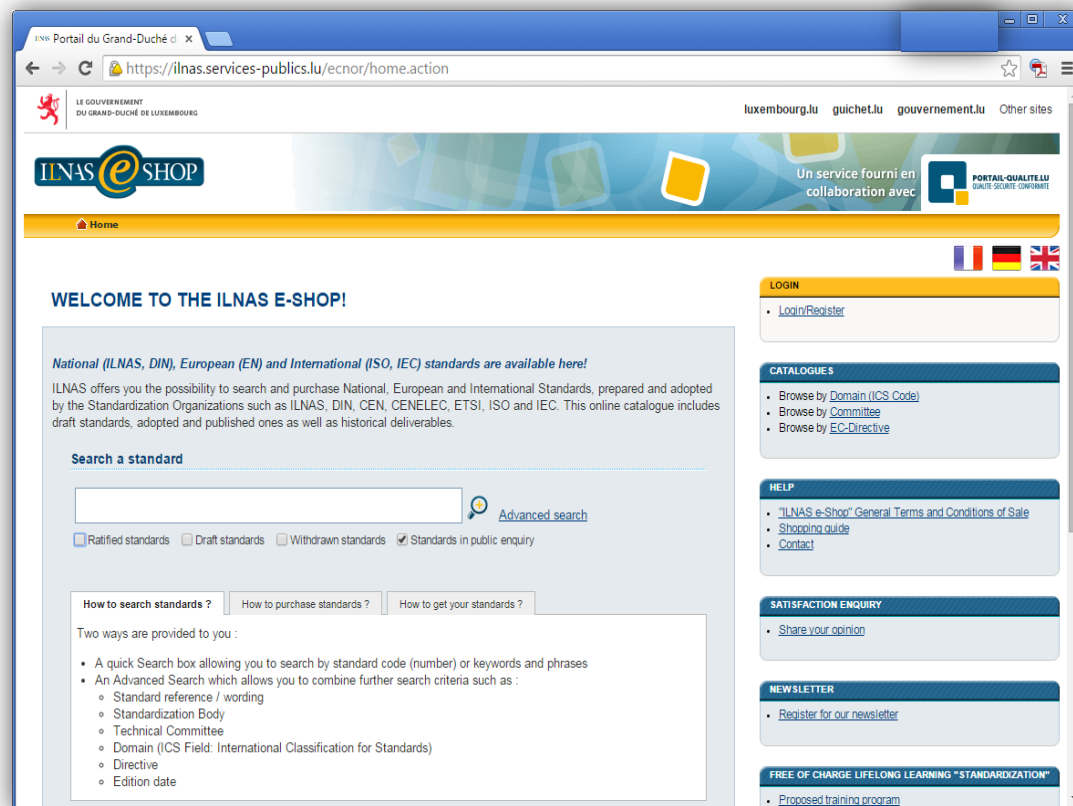 ILNAS Portail du Grand-Duché d x
https://ilnas.services-publics.lu/ecnor/home.action
LE GOUVERNEMENT
DU GRAND-DUCHÉ DE LUXEMBOURG
luxembourg.lu guichet.lu gouvernement.lu Other sites
ILNAS e SHOP
Un service fourni en
collaboration avec
PORTAIL-QUALITE.LU
QUALITE·SECURITE·CONFORMITE
Home
WELCOME TO THE ILNAS E-SHOP!
National (ILNAS, DIN), European (EN) and International (ISO, IEC) standards are available here!
ILNAS offers you the possibility to search and purchase National, European and International Standards, prepared and adopted
by the Standardization Organizations such as ILNAS, DIN, CEN, CENELEC, ETSI, ISO and IEC. This online catalogue includes
draft standards, adopted and published ones as well as historical deliverables.
Search a standard
Advanced search
Ratified standards Draft standards Withdrawn standards Standards in public enquiry
How to search standards ? How to purchase standards ? How to get your standards ?
Two ways are provided to you :
A quick Search box allowing you to search by standard code (number) or keywords and phrases
An Advanced Search which allows you to combine further search criteria such as :
Standard reference / wording
Standardization Body
Technical Committee
Domain (ICS Field: International Classification for Standards)
Directive
Edition date
LOGIN
Login/Register
CATALOGUES
Browse by Domain (ICS Code)
Browse by Committee
Browse by EC-Directive
HELP
"ILNAS e-Shop" General Terms and Conditions of Sale
Shopping guide
Contact
SATISFACTION ENQUIRY
Share your opinion
NEWSLETTER
Register for our newsletter
FREE OF CHARGE LIFELONG LEARNING "STANDARDIZATION"
Proposed training program